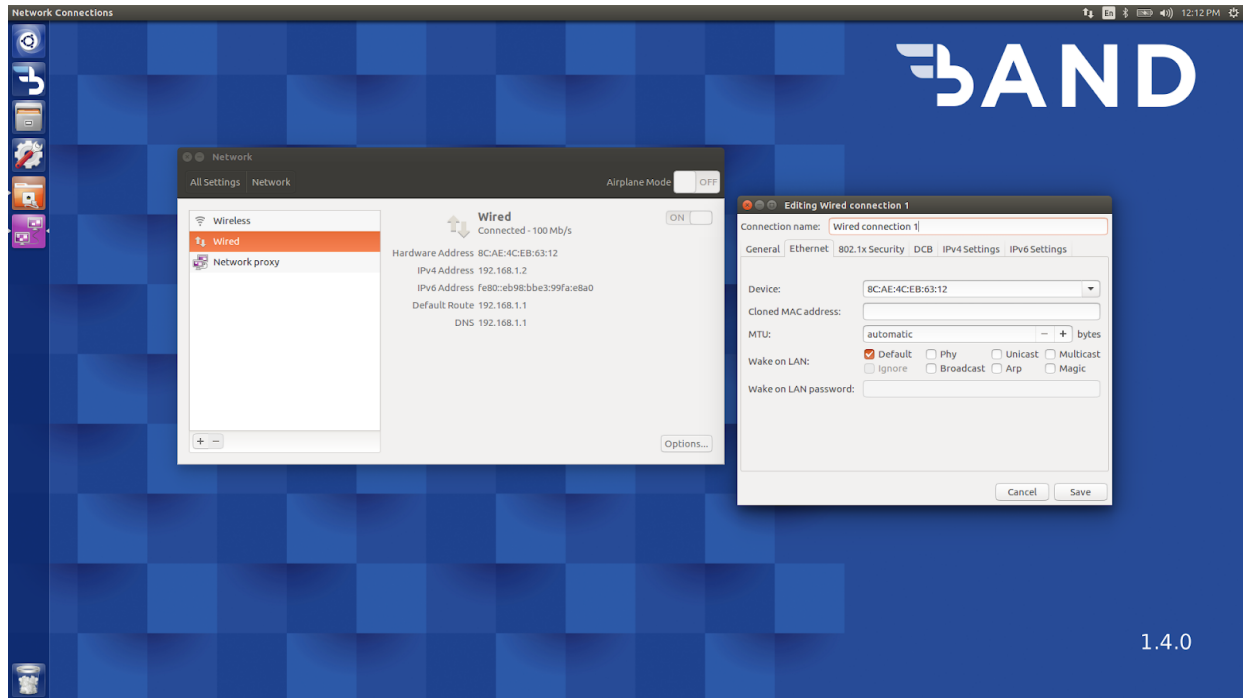 Network Connections
En
12:12 PM
BAND
Network
All Settings Network
Airplane Mode OFF
Wireless
Wired
Network proxy
Wired
Connected - 100 Mb/s
ON
Hardware Address 8C:AE:4C:EB:63:12
IPv4 Address 192.168.1.2
IPv6 Address fe80::eb98:bbe3:99fa:e8a0
Default Route 192.168.1.1
DNS 192.168.1.1
+ −
Options...
Editing Wired connection 1
Connection name: Wired connection 1
General Ethernet 802.1x Security DCB IPv4 Settings IPv6 Settings
Device: 8C:AE:4C:EB:63:12
Cloned MAC address:
MTU: automatic − + bytes
Wake on LAN:
Default Phy Unicast Multicast
Ignore Broadcast Arp Magic
Wake on LAN password:
Cancel Save
1.4.0